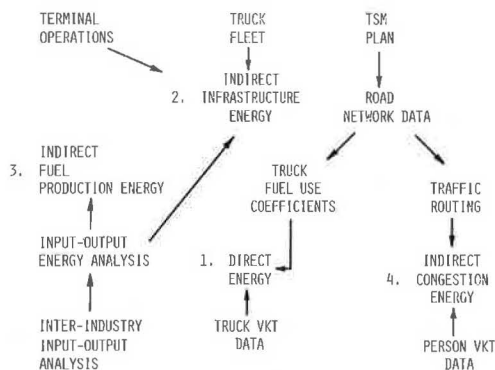 TERMINAL
OPERATIONS
TRUCK
FLEET
TSM
PLAN
2. INDIRECT
INFRASTRUCTURE
ENERGY
ROAD
NETWORK DATA
3. INDIRECT
FUEL
PRODUCTION ENERGY
TRUCK
FUEL USE
COEFFICIENTS
TRAFFIC
ROUTING
INPUT-OUTPUT
ENERGY ANALYSIS
1. DIRECT
ENERGY
4. INDIRECT
CONGESTION
ENERGY
INTER-INDUSTRY
INPUT-OUTPUT
ANALYSIS
TRUCK VKT
DATA
PERSON VKT
DATA